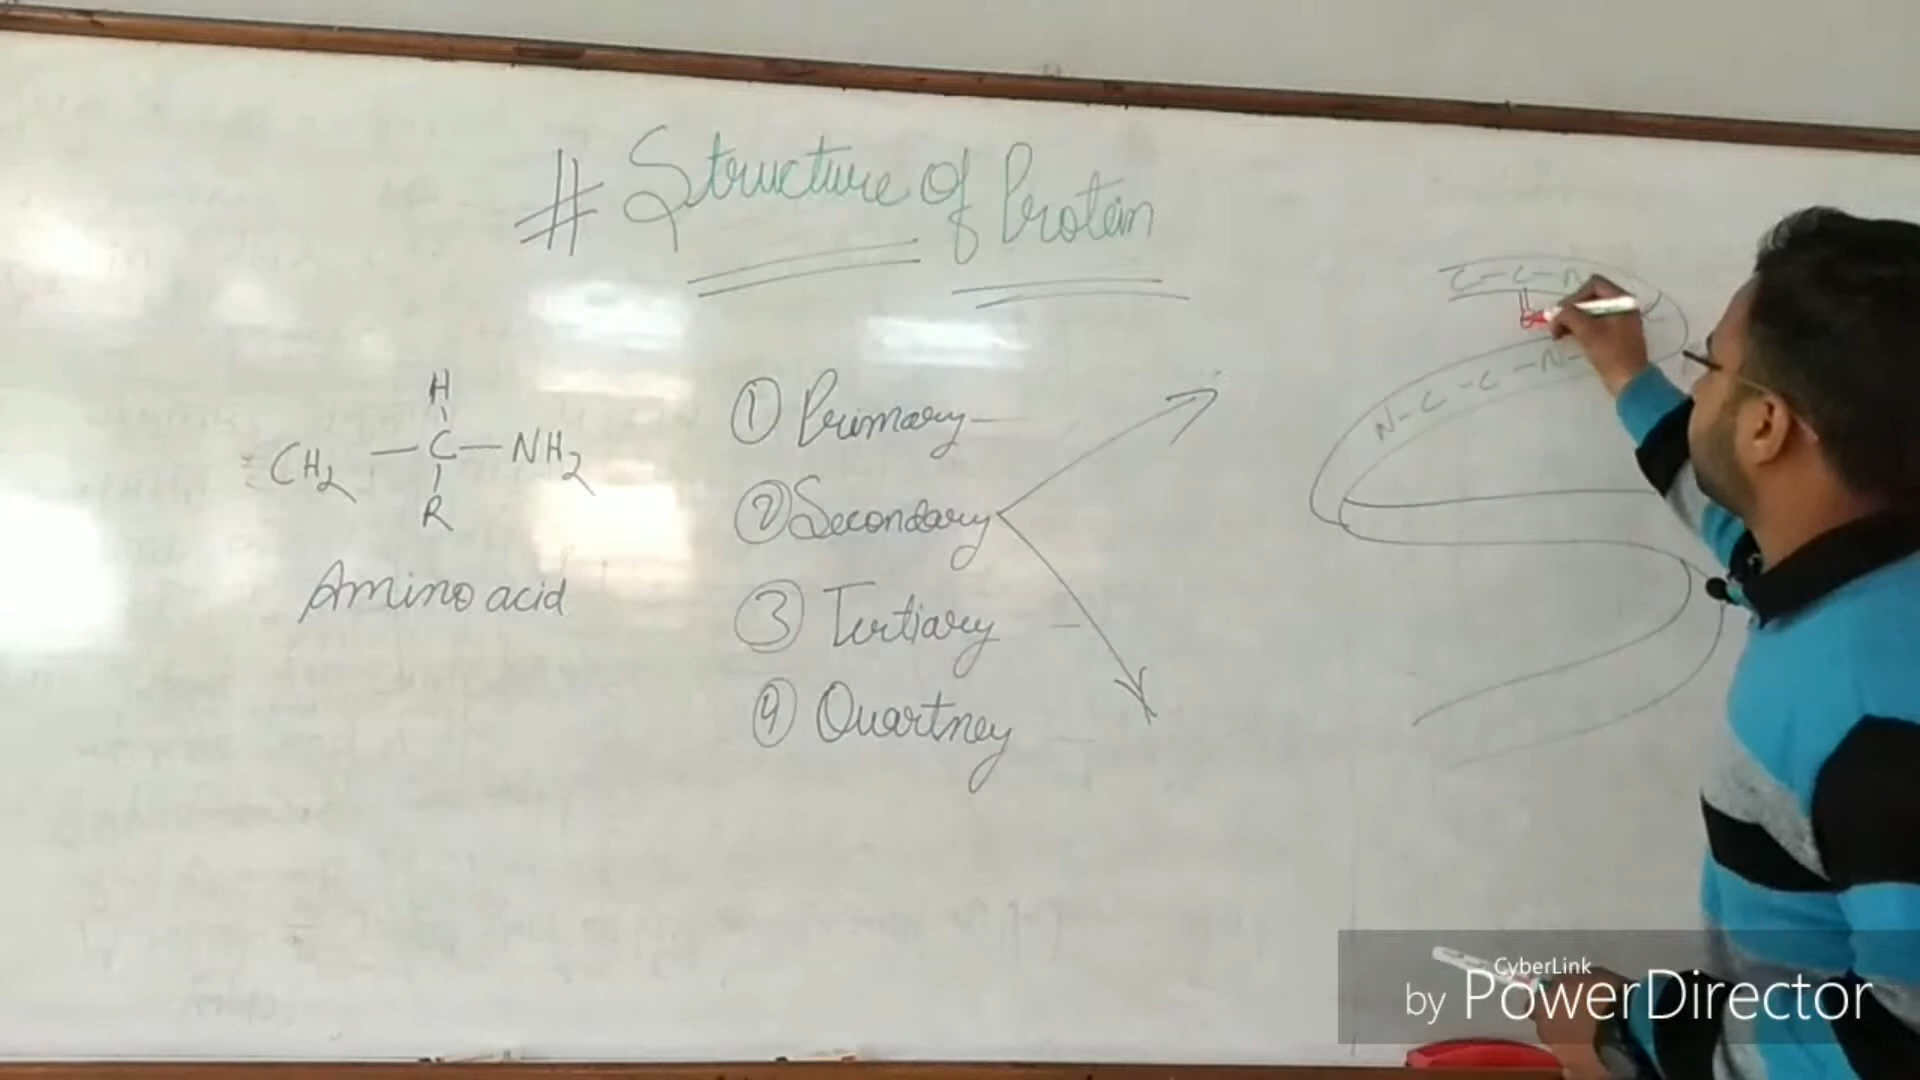 # Structure of Protein
H
CH2 - C - NH2
R
Amino acid
① Primary
② Secondary
③ Tertiary
④ Quartney
C-C-N
N-C-C-N-
CyberLink
by PowerDirector